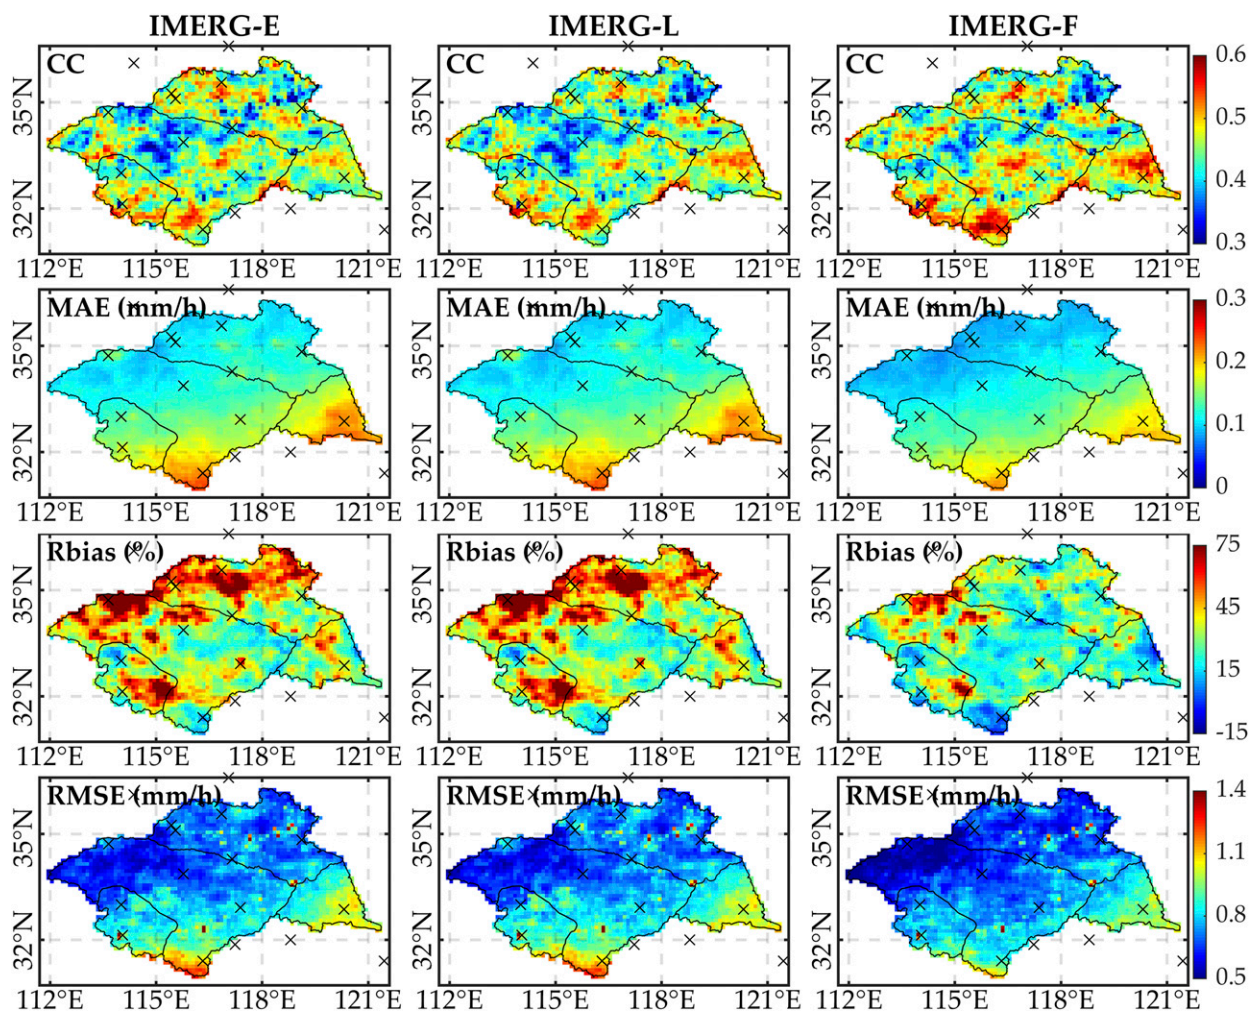 IMERG-E IMERG-L IMERG-F
CC CC CC
35°N 35°N 35°N
32°N 32°N 32°N
0.6
0.5
0.4
0.3
112°E 115°E 118°E 121°E 112°E 115°E 118°E 121°E 112°E 115°E 118°E 121°E
MAE (mm/h) MAE (mm/h) MAE (mm/h)
35°N 35°N 35°N
32°N 32°N 32°N
0.3
0.2
0.1
0
112°E 115°E 118°E 121°E 112°E 115°E 118°E 121°E 112°E 115°E 118°E 121°E
Rbias (%) Rbias (%) Rbias (%)
35°N 35°N 35°N
32°N 32°N 32°N
75
45
15
-15
112°E 115°E 118°E 121°E 112°E 115°E 118°E 121°E 112°E 115°E 118°E 121°E
RMSE (mm/h) RMSE (mm/h) RMSE (mm/h)
35°N 35°N 35°N
32°N 32°N 32°N
1.4
1.1
0.8
0.5
112°E 115°E 118°E 121°E 112°E 115°E 118°E 121°E 112°E 115°E 118°E 121°E